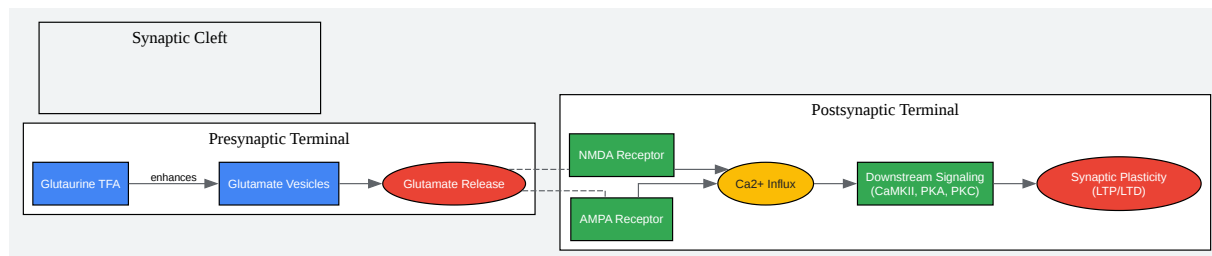 Synaptic Cleft
Presynaptic Terminal
Glutaurine TFA
enhances
Glutamate Vesicles
Glutamate Release
Postsynaptic Terminal
NMDA Receptor
AMPA Receptor
Ca2+ Influx
Downstream Signaling
(CaMKII, PKA, PKC)
Synaptic Plasticity
(LTP/LTD)